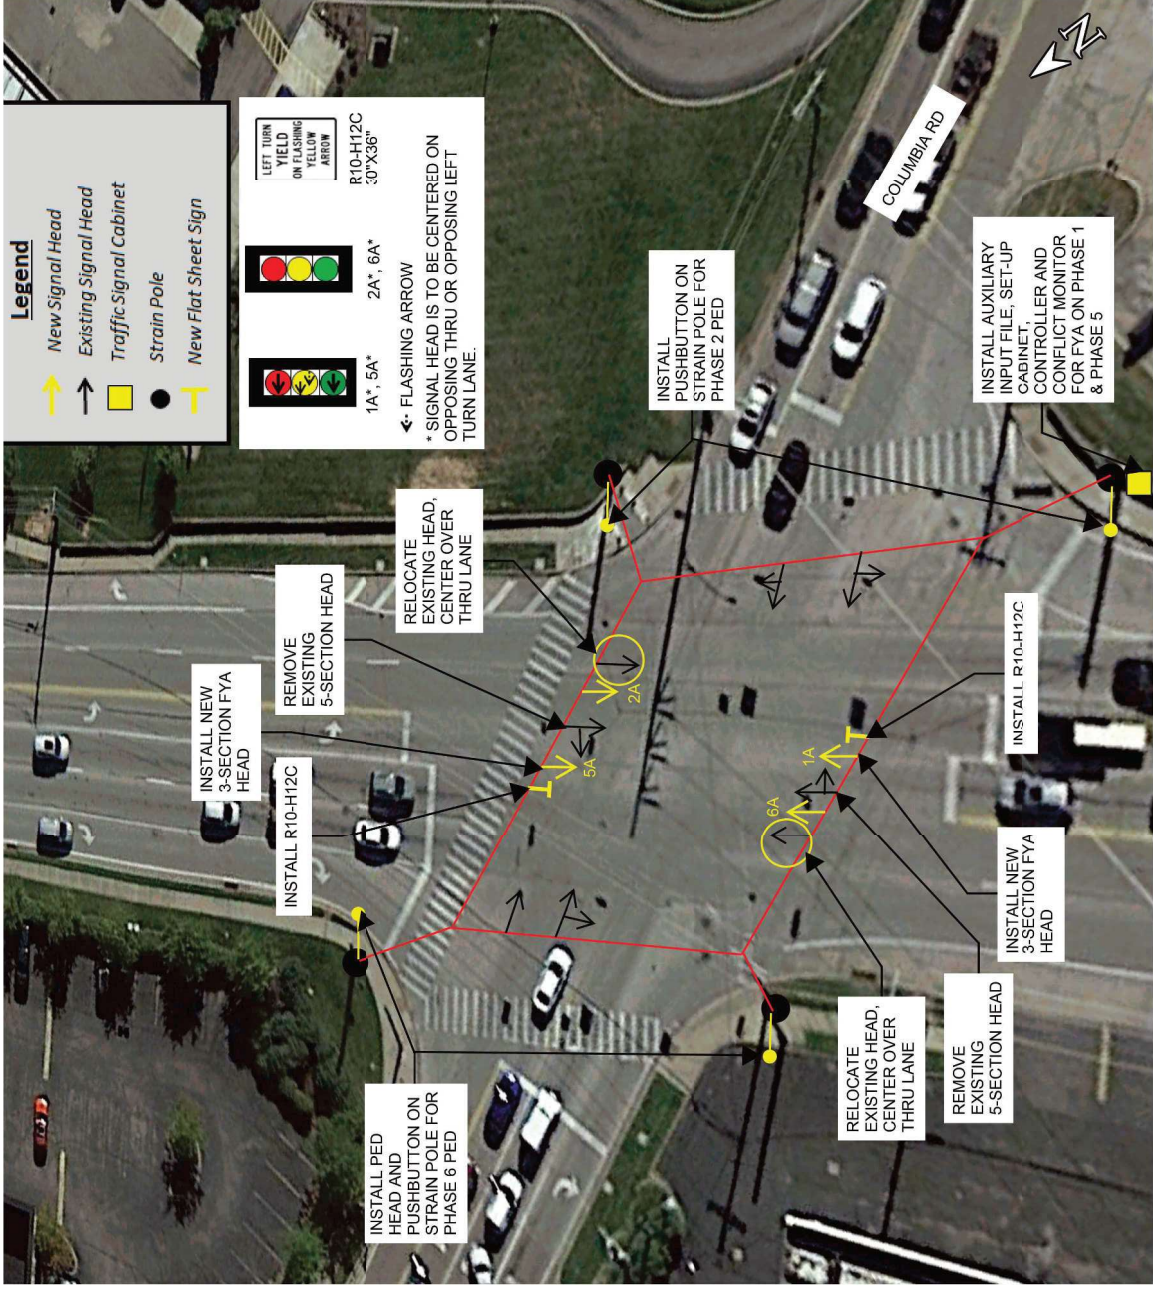 Legend
New Signal Head
Existing Signal Head
Traffic Signal Cabinet
Strain Pole
New Flat Sheet Sign
1A*, 5A*
2A*, 6A*
LEFT TURN
YIELD
ON FLASHING
YELLOW
ARROW
R10-H12C
30"X36"
FLASHING ARROW
* SIGNAL HEAD IS TO BE CENTERED ON
OPPOSING THRU OR OPPOSING LEFT
TURN LANE.
N
COLUMBIA RD
INSTALL R10-H12C
INSTALL NEW
3-SECTION FYA
HEAD
REMOVE
EXISTING
5-SECTION HEAD
RELOCATE
EXISTING HEAD,
CENTER OVER
THRU LANE
INSTALL
PUSHBUTTON ON
STRAIN POLE FOR
PHASE 2 PED
5A
2A
6A
1A
INSTALL PED
HEAD AND
PUSHBUTTON ON
STRAIN POLE FOR
PHASE 6 PED
RELOCATE
EXISTING HEAD,
CENTER OVER
THRU LANE
REMOVE
EXISTING
5-SECTION HEAD
INSTALL NEW
3-SECTION FYA
HEAD
INSTALL R10-H12C
INSTALL AUXILIARY
INPUT FILE, SET-UP
CABINET,
CONTROLLER AND
CONFLICT MONITOR
FOR FYA ON PHASE 1
& PHASE 5